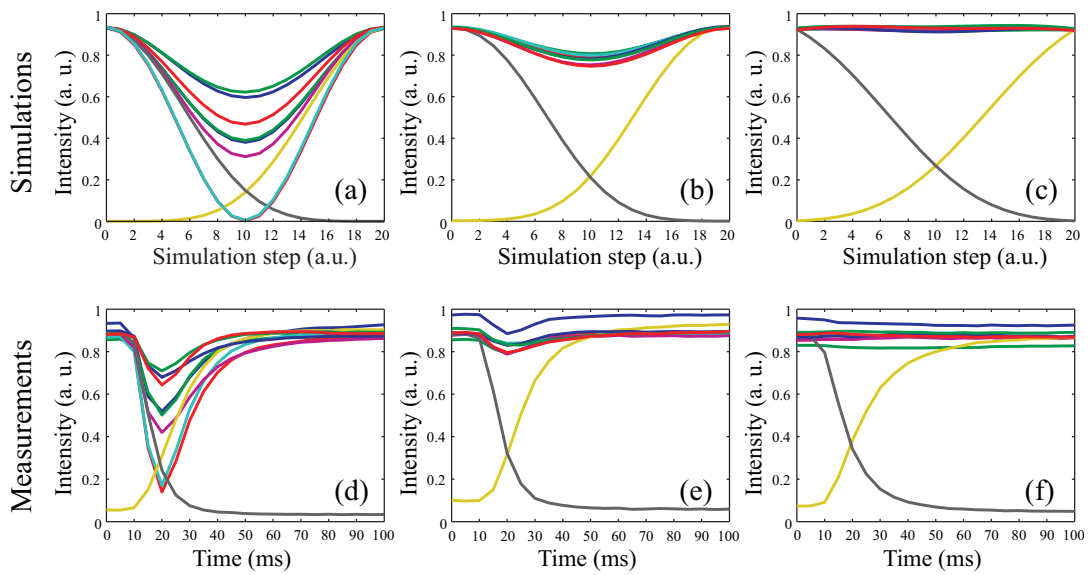 Simulations
Intensity (a. u.)
1
0.8
0.6
0.4
0.2
0
(a)
0 2 4 6 8 10 12 14 16 18 20
Simulation step (a.u.)
Intensity (a. u.)
1
0.8
0.6
0.4
0.2
0
(b)
0 2 4 6 8 10 12 14 16 18 20
Simulation step (a.u.)
Intensity (a. u.)
1
0.8
0.6
0.4
0.2
0
(c)
0 2 4 6 8 10 12 14 16 18 20
Simulation step (a.u.)
Measurements
Intensity (a. u.)
1
0.8
0.6
0.4
0.2
0
(d)
0 10 20 30 40 50 60 70 80 90 100
Time (ms)
Intensity (a. u.)
1
0.8
0.6
0.4
0.2
0
(e)
0 10 20 30 40 50 60 70 80 90 100
Time (ms)
Intensity (a. u.)
1
0.8
0.6
0.4
0.2
0
(f)
0 10 20 30 40 50 60 70 80 90 100
Time (ms)